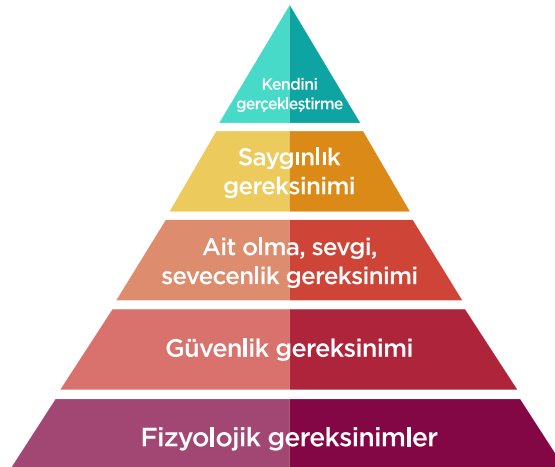 Kendini
gerçekleştirme
Saygınlık
gereksinimi
Ait olma, sevgi,
sevecenlik gereksinimi
Güvenlik gereksinimi
Fizyolojik gereksinimler